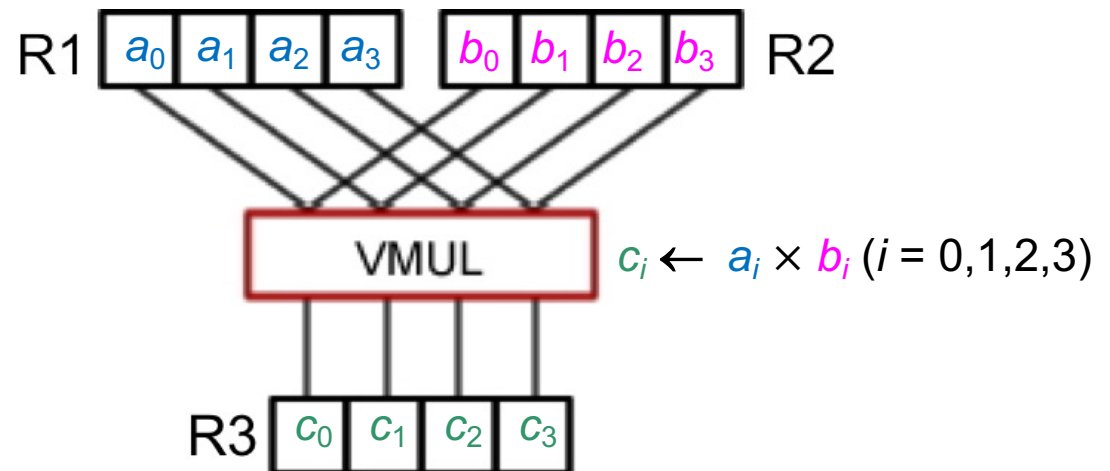 R1 a₀ a₁ a₂ a₃ b₀ b₁ b₂ b₃ R2
VMUL cᵢ ← aᵢ × bᵢ (i = 0,1,2,3)
R3 c₀ c₁ c₂ c₃